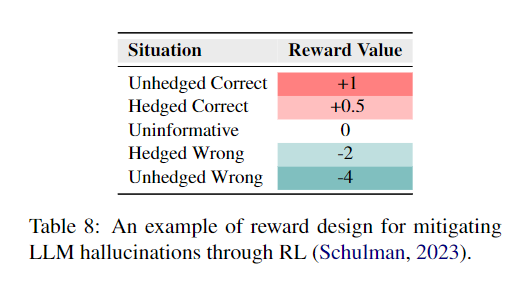 Situation Reward Value
Unhedged Correct +1
Hedged Correct +0.5
Uninformative 0
Hedged Wrong -2
Unhedged Wrong -4
Table 8: An example of reward design for mitigating
LLM hallucinations through RL (Schulman, 2023).